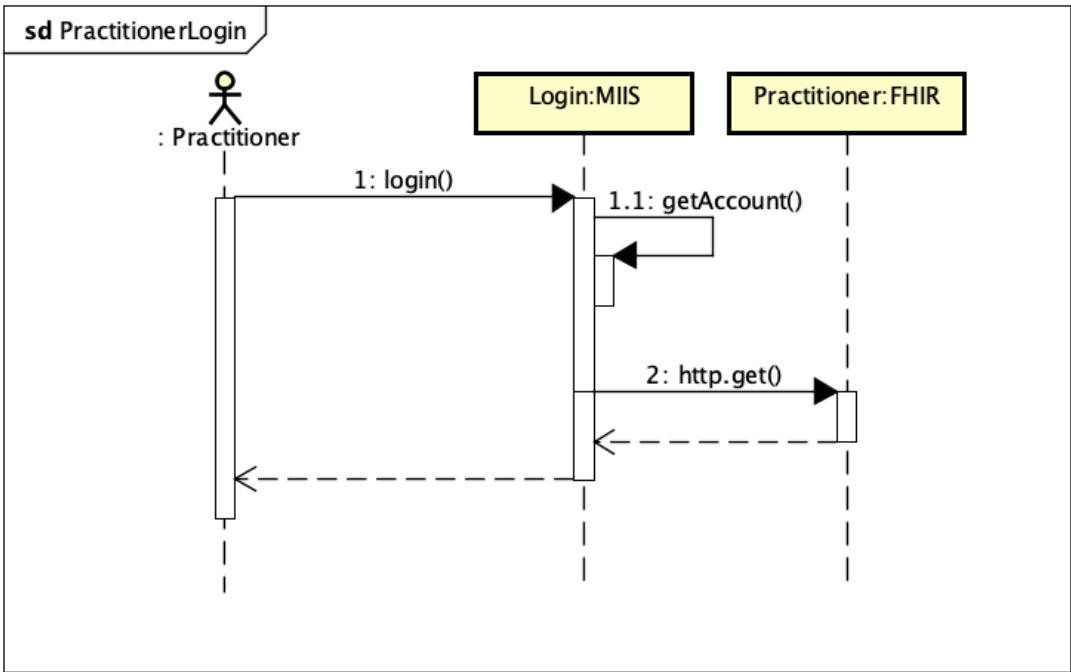 sd PractitionerLogin
: Practitioner
Login:MIIS
Practitioner:FHIR
1: login()
1.1: getAccount()
2: http.get()